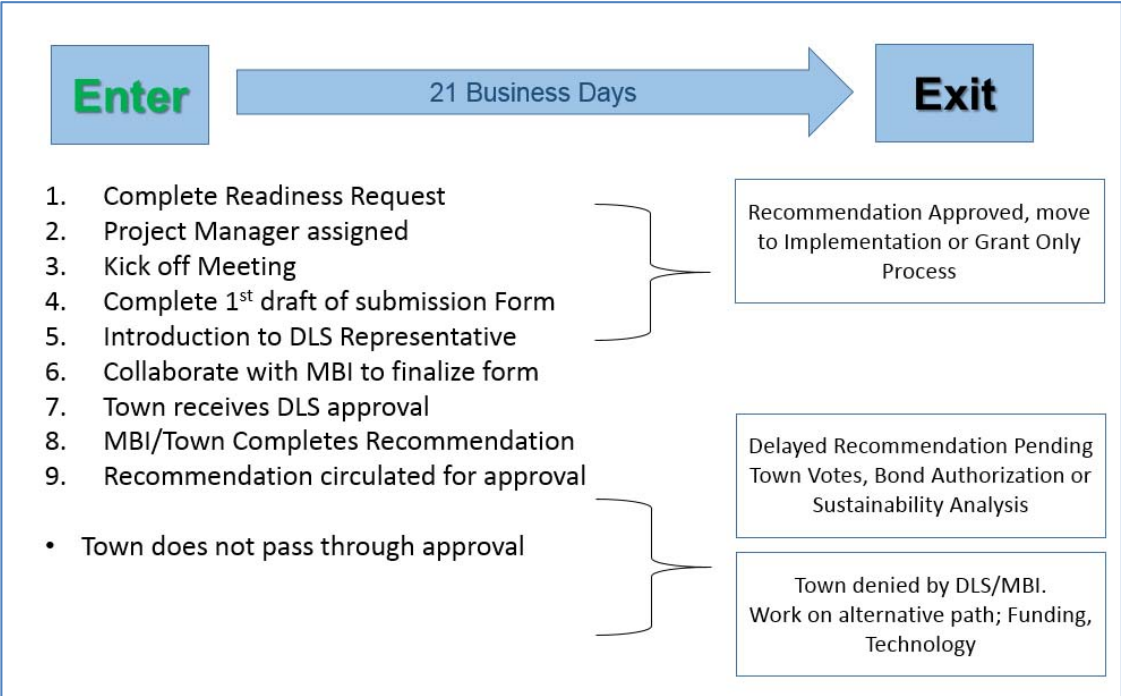 Enter
21 Business Days
Exit
1. Complete Readiness Request
2. Project Manager assigned
3. Kick off Meeting
4. Complete 1st draft of submission Form
5. Introduction to DLS Representative
6. Collaborate with MBI to finalize form
7. Town receives DLS approval
8. MBI/Town Completes Recommendation
9. Recommendation circulated for approval
• Town does not pass through approval
Recommendation Approved, move
to Implementation or Grant Only
Process
Delayed Recommendation Pending
Town Votes, Bond Authorization or
Sustainability Analysis
Town denied by DLS/MBI.
Work on alternative path; Funding,
Technology